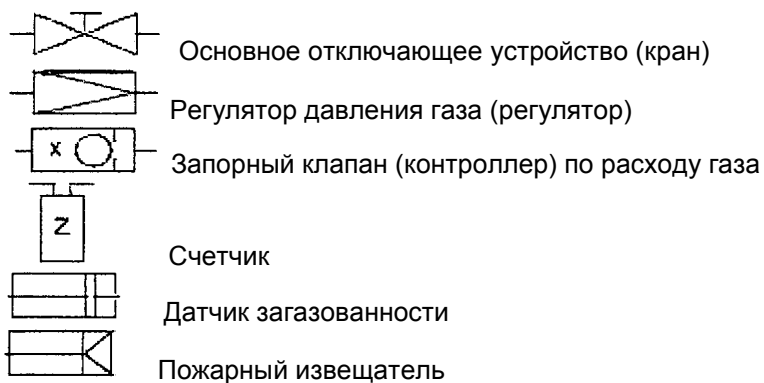 Основное отключающее устройство (кран)
Регулятор давления газа (регулятор)
x Запорный клапан (контроллер) по расходу газа
Z
Счетчик
Датчик загазованности
Пожарный извещатель